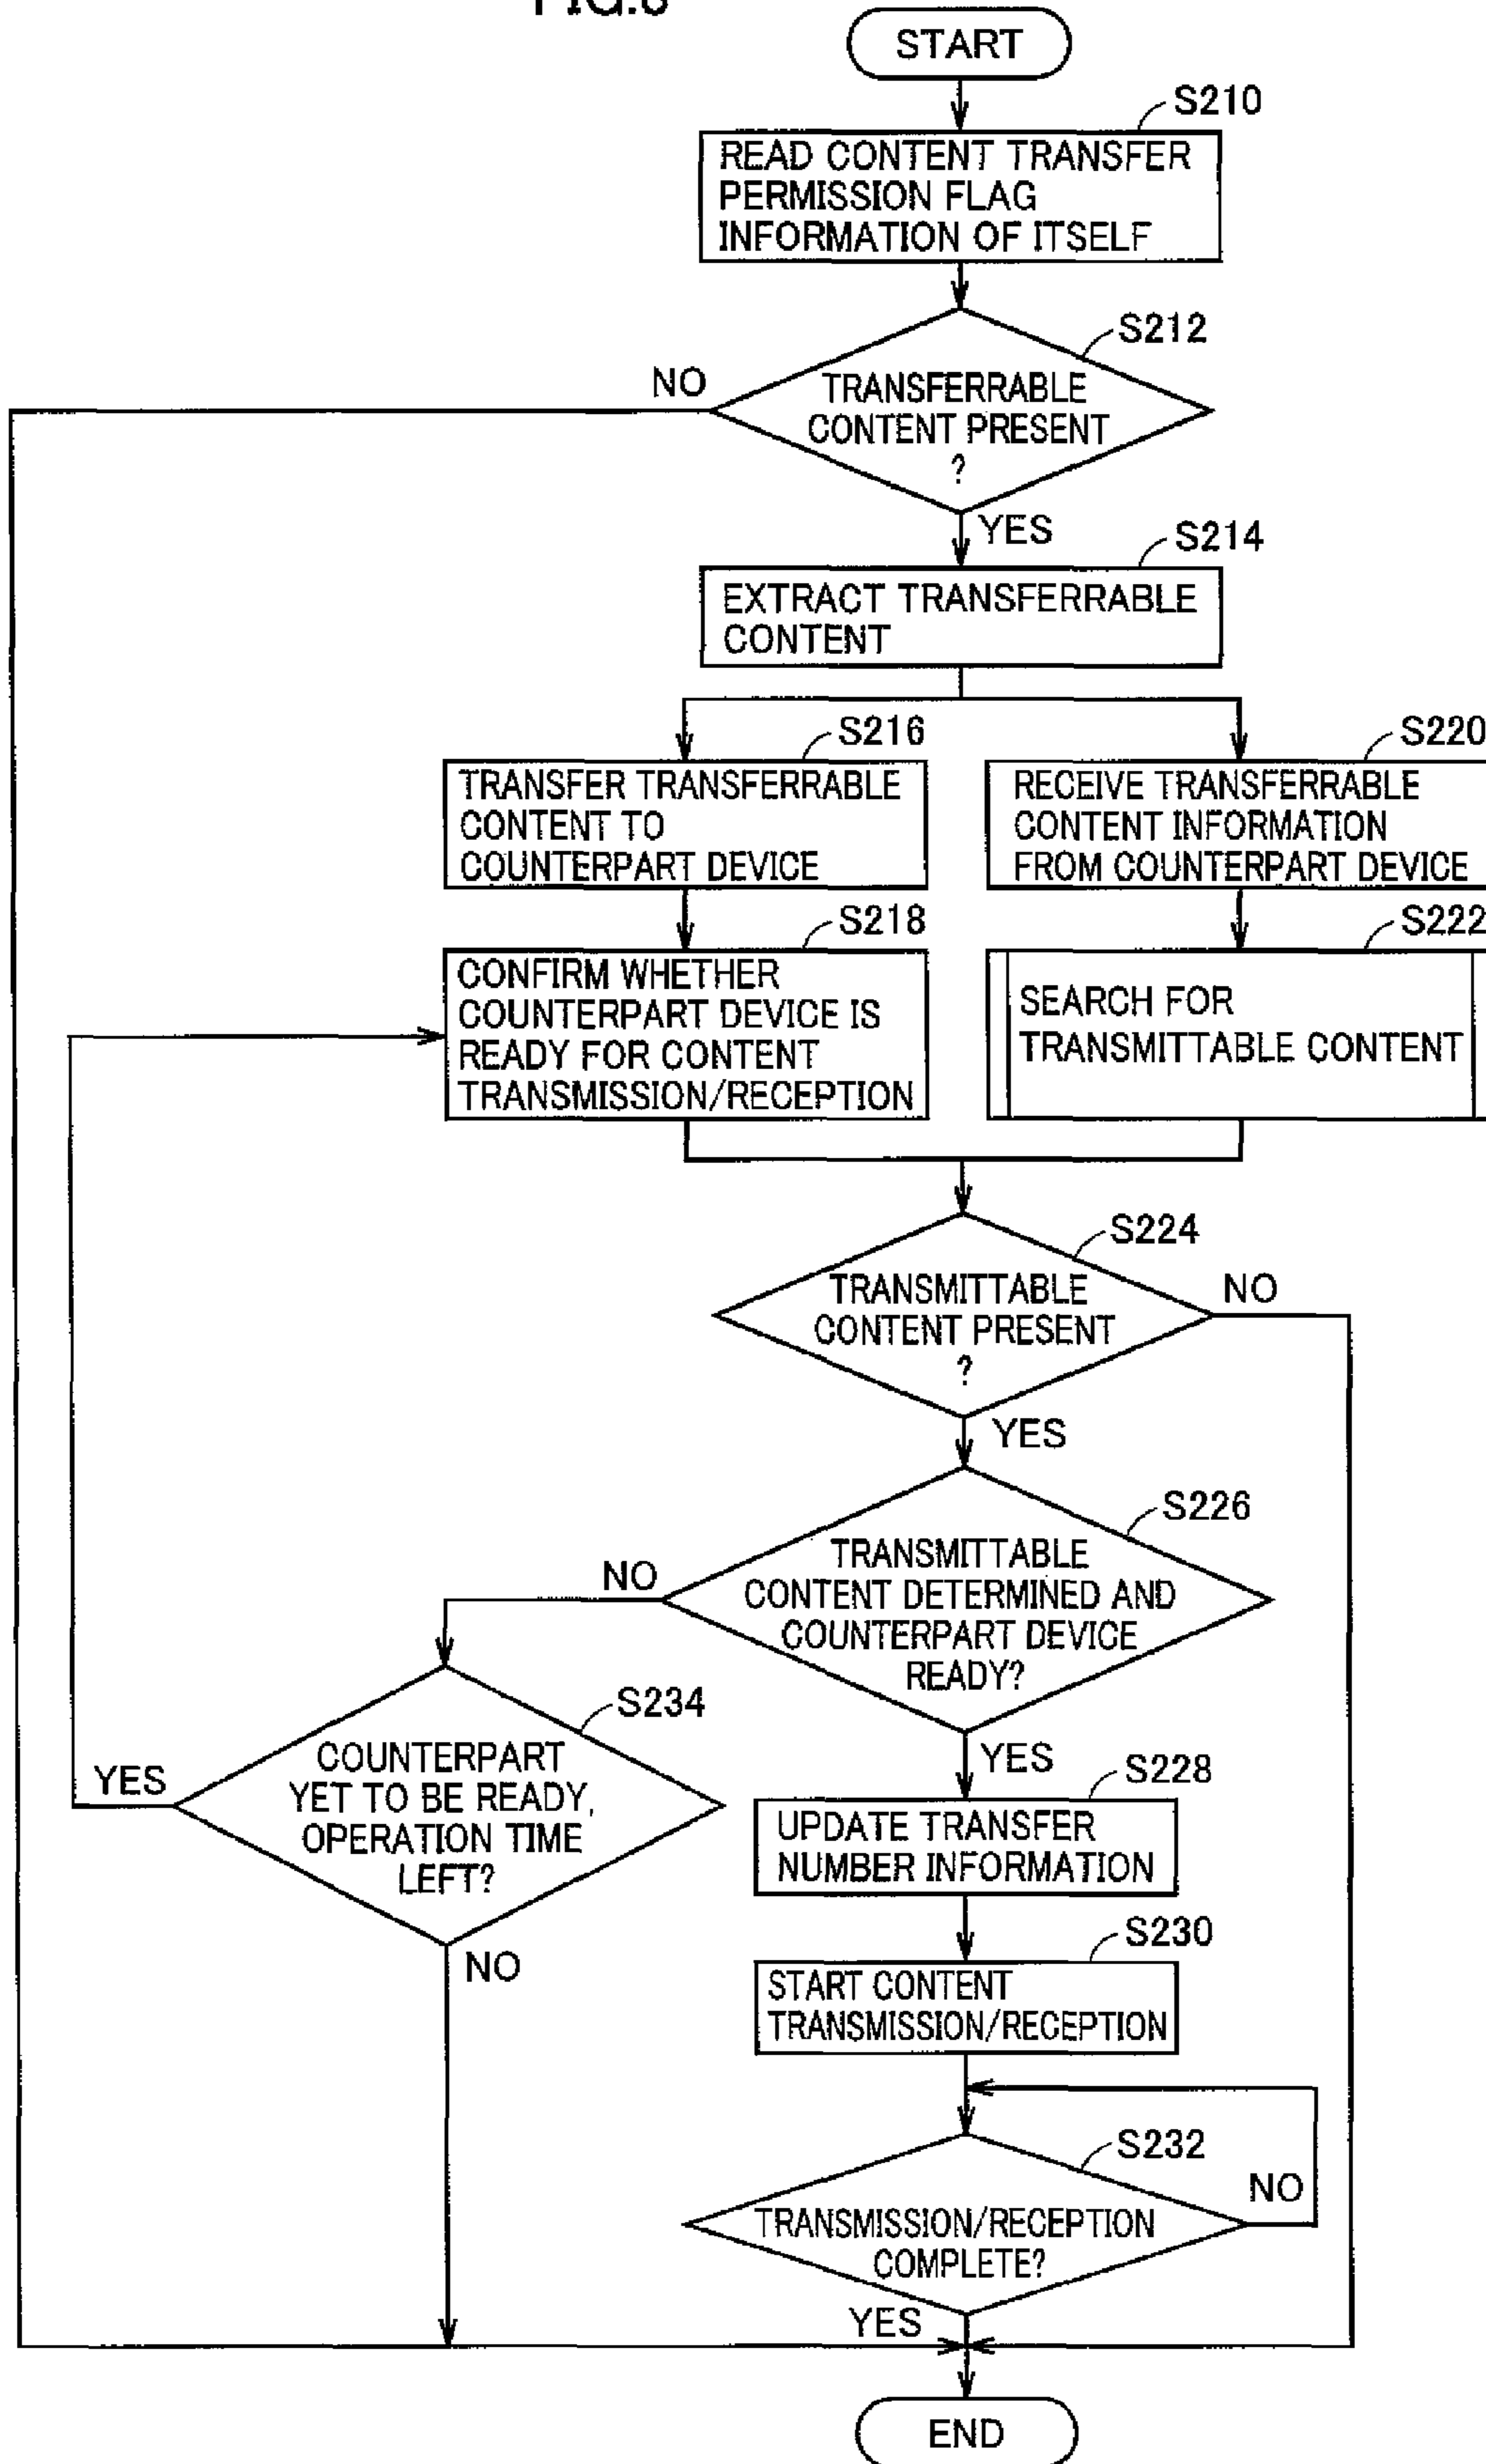 START
S210
READ CONTENT TRANSFER
PERMISSION FLAG
INFORMATION OF ITSELF
S212
NO
TRANSFERRABLE
CONTENT PRESENT
?
YES
S214
EXTRACT TRANSFERRABLE
CONTENT
S216
TRANSFER TRANSFERRABLE
CONTENT TO
COUNTERPART DEVICE
S220
RECEIVE TRANSFERRABLE
CONTENT INFORMATION
FROM COUNTERPART DEVICE
S218
CONFIRM WHETHER
COUNTERPART DEVICE IS
READY FOR CONTENT
TRANSMISSION/RECEPTION
S222
SEARCH FOR
TRANSMITTABLE CONTENT
S224
TRANSMITTABLE
CONTENT PRESENT
?
NO
YES
S226
TRANSMITTABLE
CONTENT DETERMINED AND
COUNTERPART DEVICE
READY?
NO
S234
COUNTERPART
YET TO BE READY,
OPERATION TIME
LEFT?
YES
NO
YES
S228
UPDATE TRANSFER
NUMBER INFORMATION
S230
START CONTENT
TRANSMISSION/RECEPTION
S232
TRANSMISSION/RECEPTION
COMPLETE?
NO
YES
END